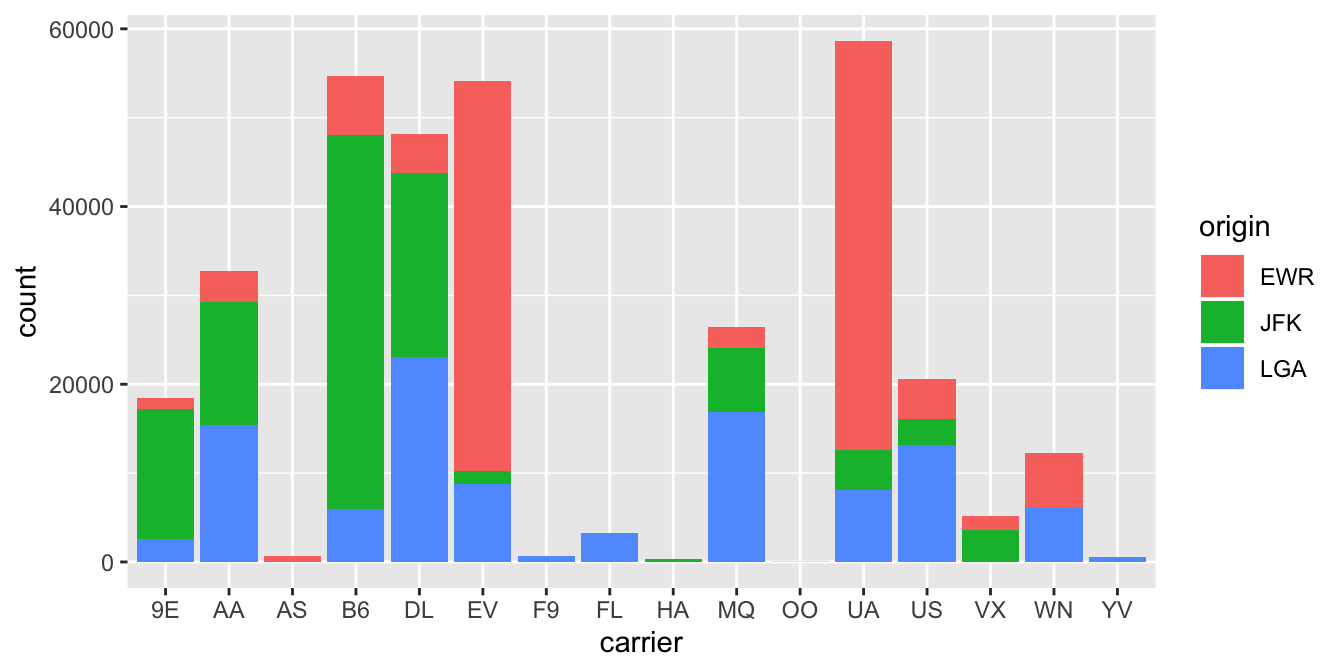 60000
40000
20000
0
count
9E AA AS B6 DL EV F9 FL HA MQ OO UA US VX WN YV
carrier
origin
EWR
JFK
LGA